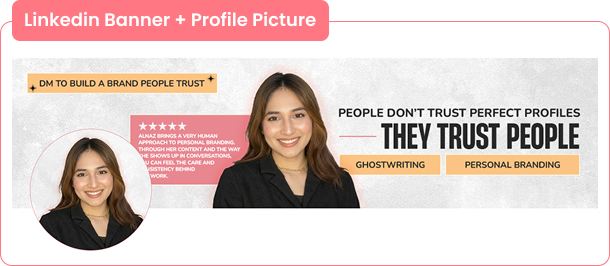 Linkedin Banner + Profile Picture
DM TO BUILD A BRAND PEOPLE TRUST
ALNAZ BRINGS A VERY HUMAN
APPROACH TO PERSONAL BRANDING.
THROUGH HER CONTENT AND THE WAY
SHE SHOWS UP IN CONVERSATIONS,
YOU CAN FEEL THE CARE AND
BEHIND
WORK.
PEOPLE DON'T TRUST PERFECT PROFILES
THEY TRUST PEOPLE
GHOSTWRITING
PERSONAL BRANDING